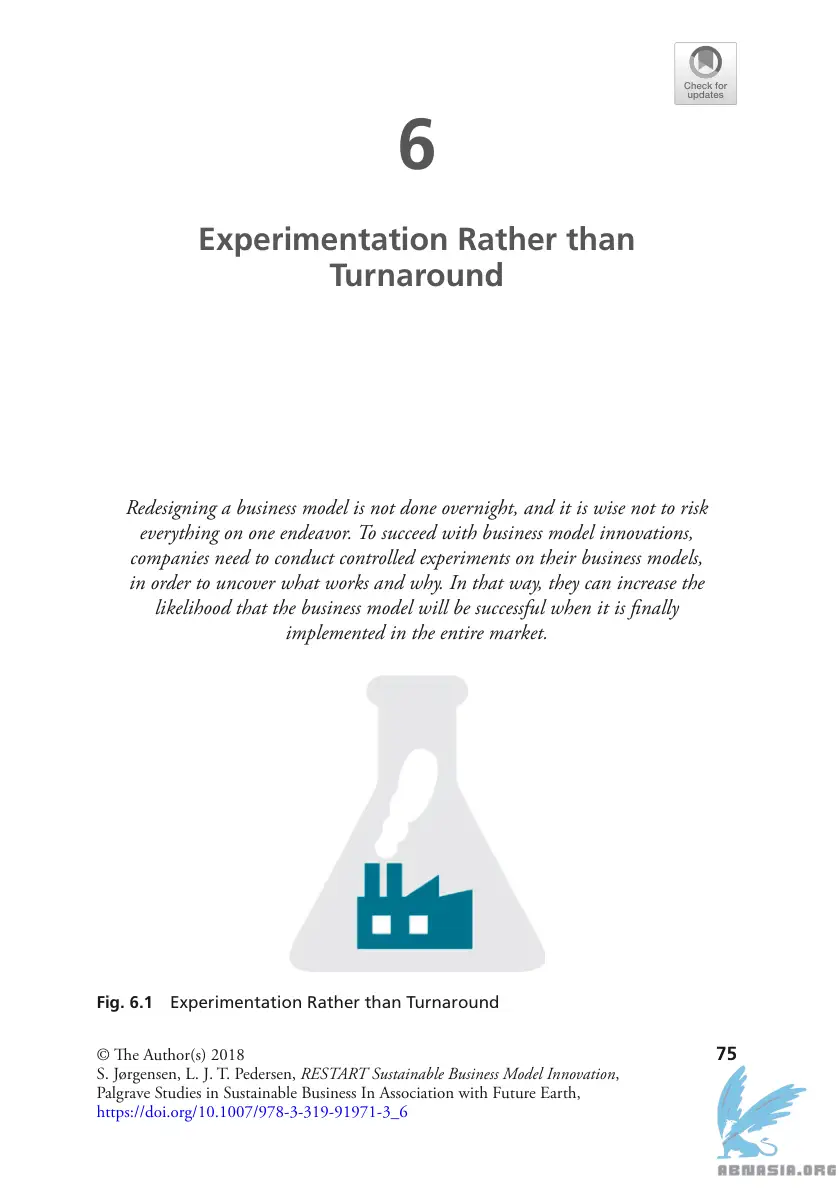 Check for
updates
6
Experimentation Rather than
Turnaround
Redesigning a business model is not done overnight, and it is wise not to risk
everything on one endeavor. To succeed with business model innovations,
companies need to conduct controlled experiments on their business models,
in order to uncover what works and why. In that way, they can increase the
likelihood that the business model will be successful when it is finally
implemented in the entire market.
Fig. 6.1 Experimentation Rather than Turnaround
© The Author(s) 2018
75
S. Jørgensen, L. J. T. Pedersen, RESTART Sustainable Business Model Innovation,
Palgrave Studies in Sustainable Business In Association with Future Earth,
https://doi.org/10.1007/978-3-319-91971-3_6
ABNASIA.ORG